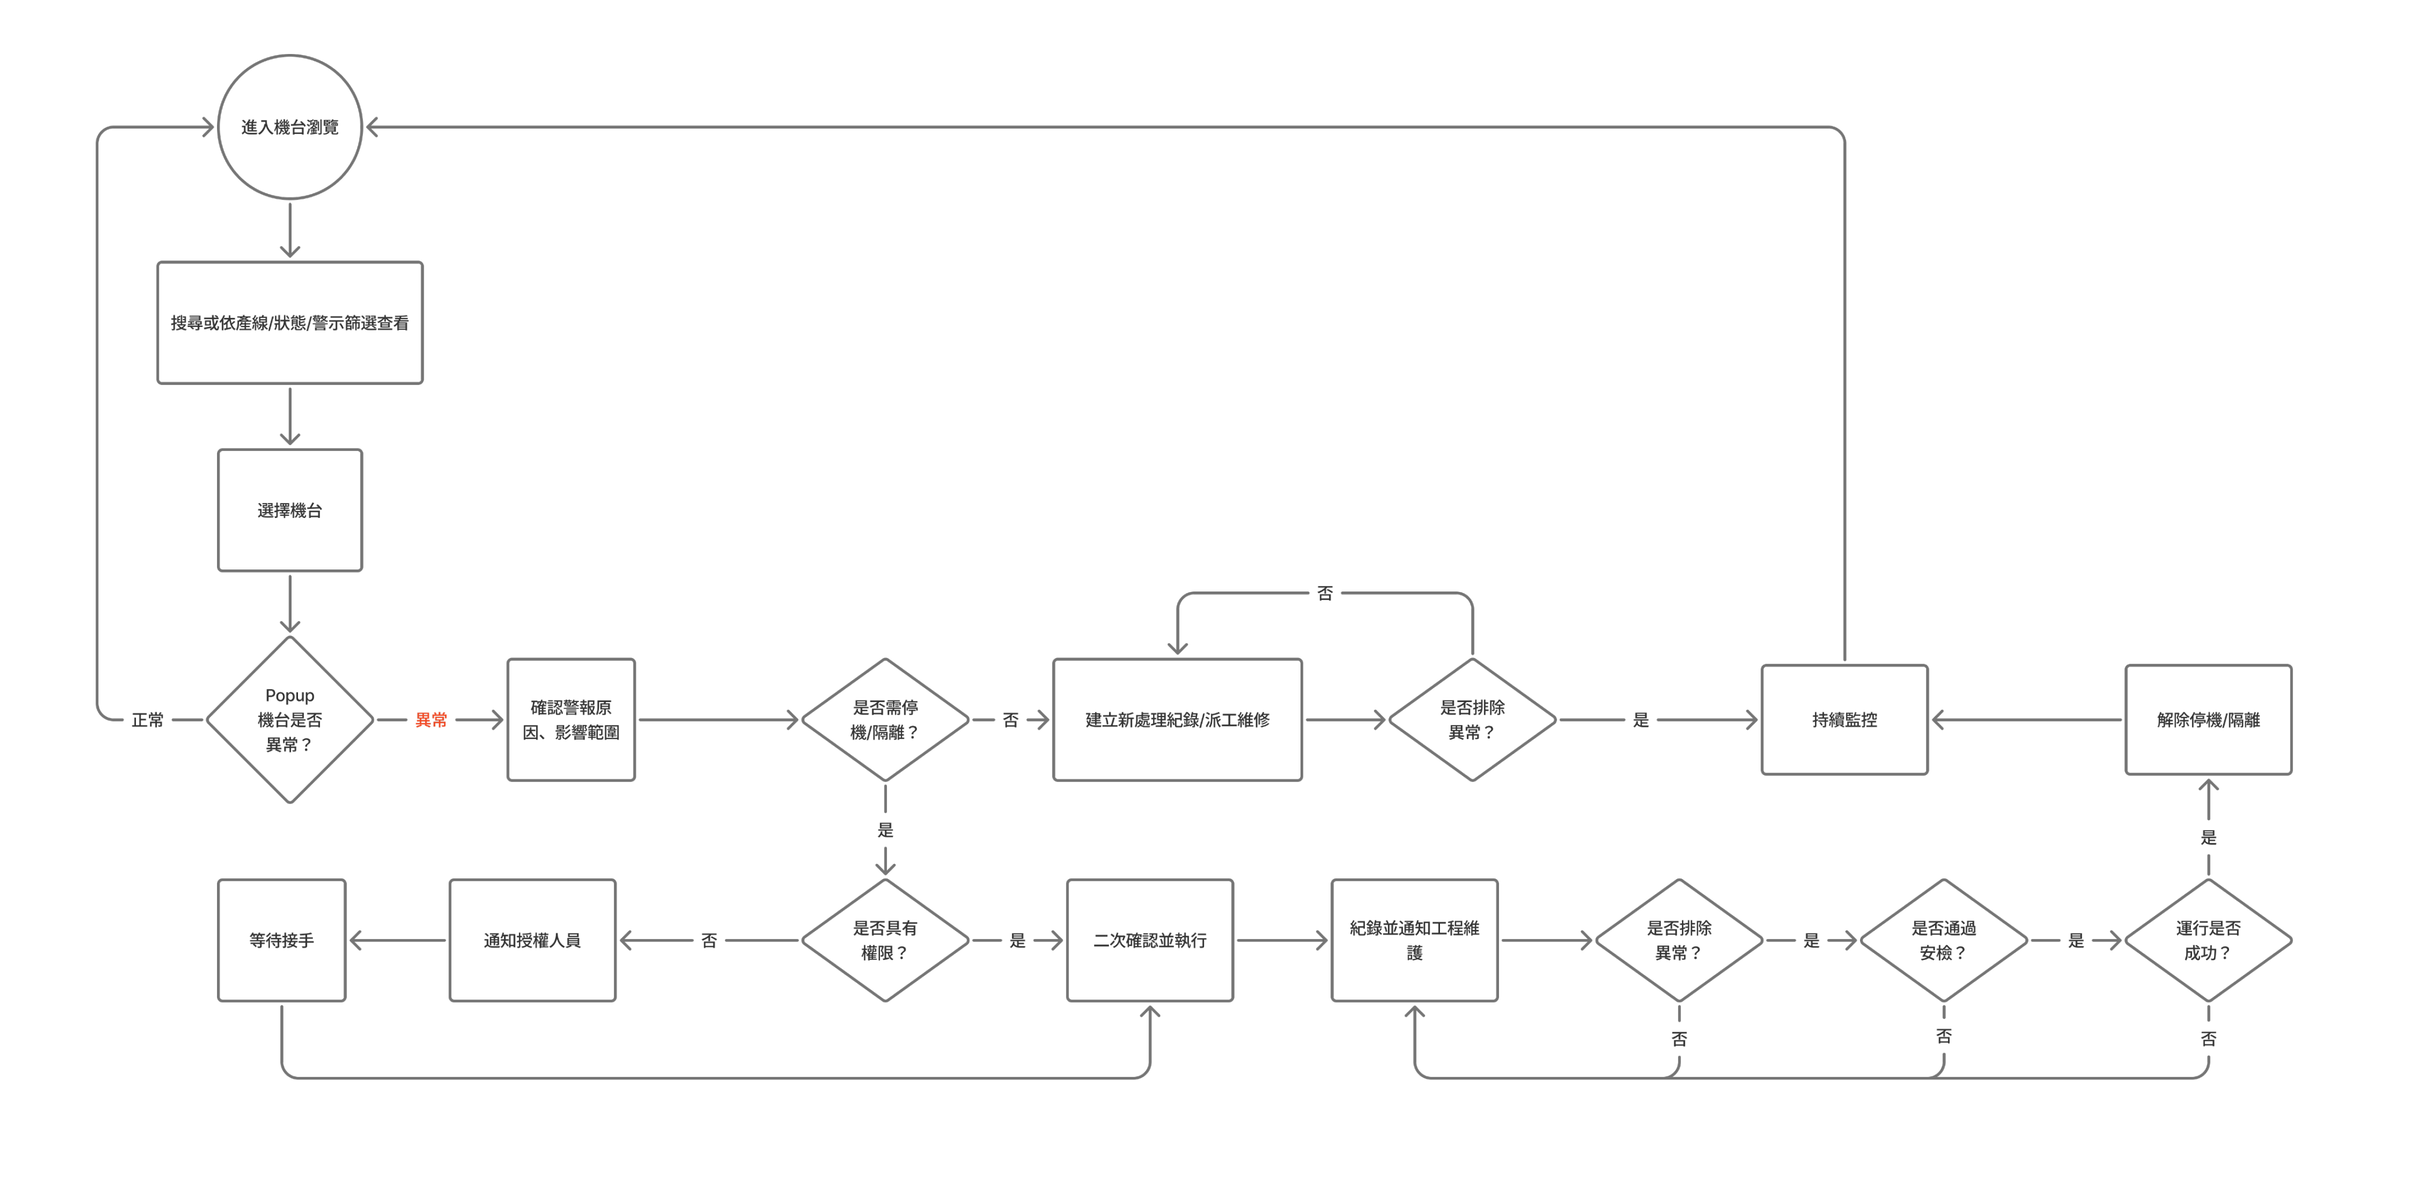 進入機台瀏覽
搜尋或依產線/狀態/警示篩選查看
選擇機台
否
Popup
機台是否
異常？
正常
異常
確認警報原
因、影響範圍
是否需停
機/隔離？
否
建立新處理紀錄/派工維修
是否排除
異常？
是
持續監控
解除停機/隔離
是
是
等待接手
通知授權人員
否
是否具有
權限？
是
二次確認並執行
紀錄並通知工程維
護
是否排除
異常？
是
是否通過
安檢？
是
運行是否
成功？
否
否
否